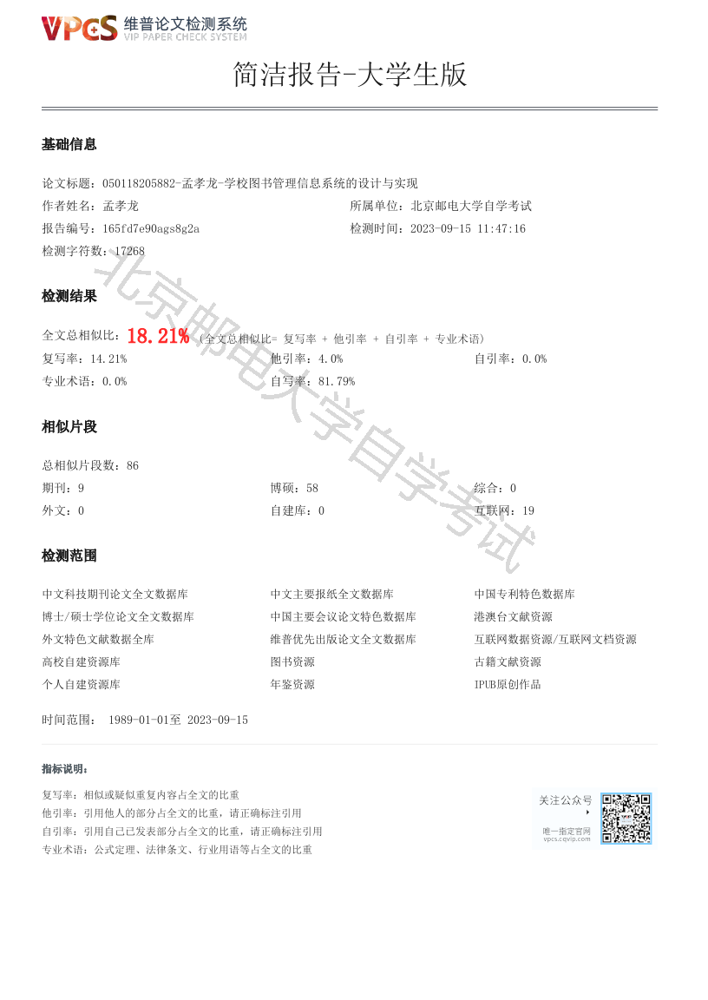 VPCS 维普论文检测系统
VIP PAPER CHECK SYSTEM
简洁报告-大学生版
基础信息
论文标题：050118205882-孟孝龙-学校图书管理信息系统的设计与实现
作者姓名：孟孝龙 所属单位：北京邮电大学自学考试
报告编号：165fd7e90ags8g2a 检测时间：2023-09-15 11:47:16
检测字符数：17268
检测结果
全文总相似比：18.21% (全文总相似比= 复写率 + 他引率 + 自引率 + 专业术语)
复写率：14.21% 他引率：4.0% 自引率：0.0%
专业术语：0.0% 自写率：81.79%
相似片段
总相似片段数：86
期刊：9 博硕：58 综合：0
外文：0 自建库：0 互联网：19
检测范围
中文科技期刊论文全文数据库 中文主要报纸全文数据库 中国专利特色数据库
博士/硕士学位论文全文数据库 中国主要会议论文特色数据库 港澳台文献资源
外文特色文献数据全库 维普优先出版论文全文数据库 互联网数据资源/互联网文档资源
高校自建资源库 图书资源 古籍文献资源
个人自建资源库 年鉴资源 IPUB原创作品
时间范围： 1989-01-01至 2023-09-15
指标说明：
复写率：相似或疑似重复内容占全文的比重
他引率：引用他人的部分占全文的比重，请正确标注引用
自引率：引用自己已发表部分占全文的比重，请正确标注引用
专业术语：公式定理、法律条文、行业用语等占全文的比重
关注公众号
唯一指定官网
vpcs.cqvip.com
北京邮电大学自学考试